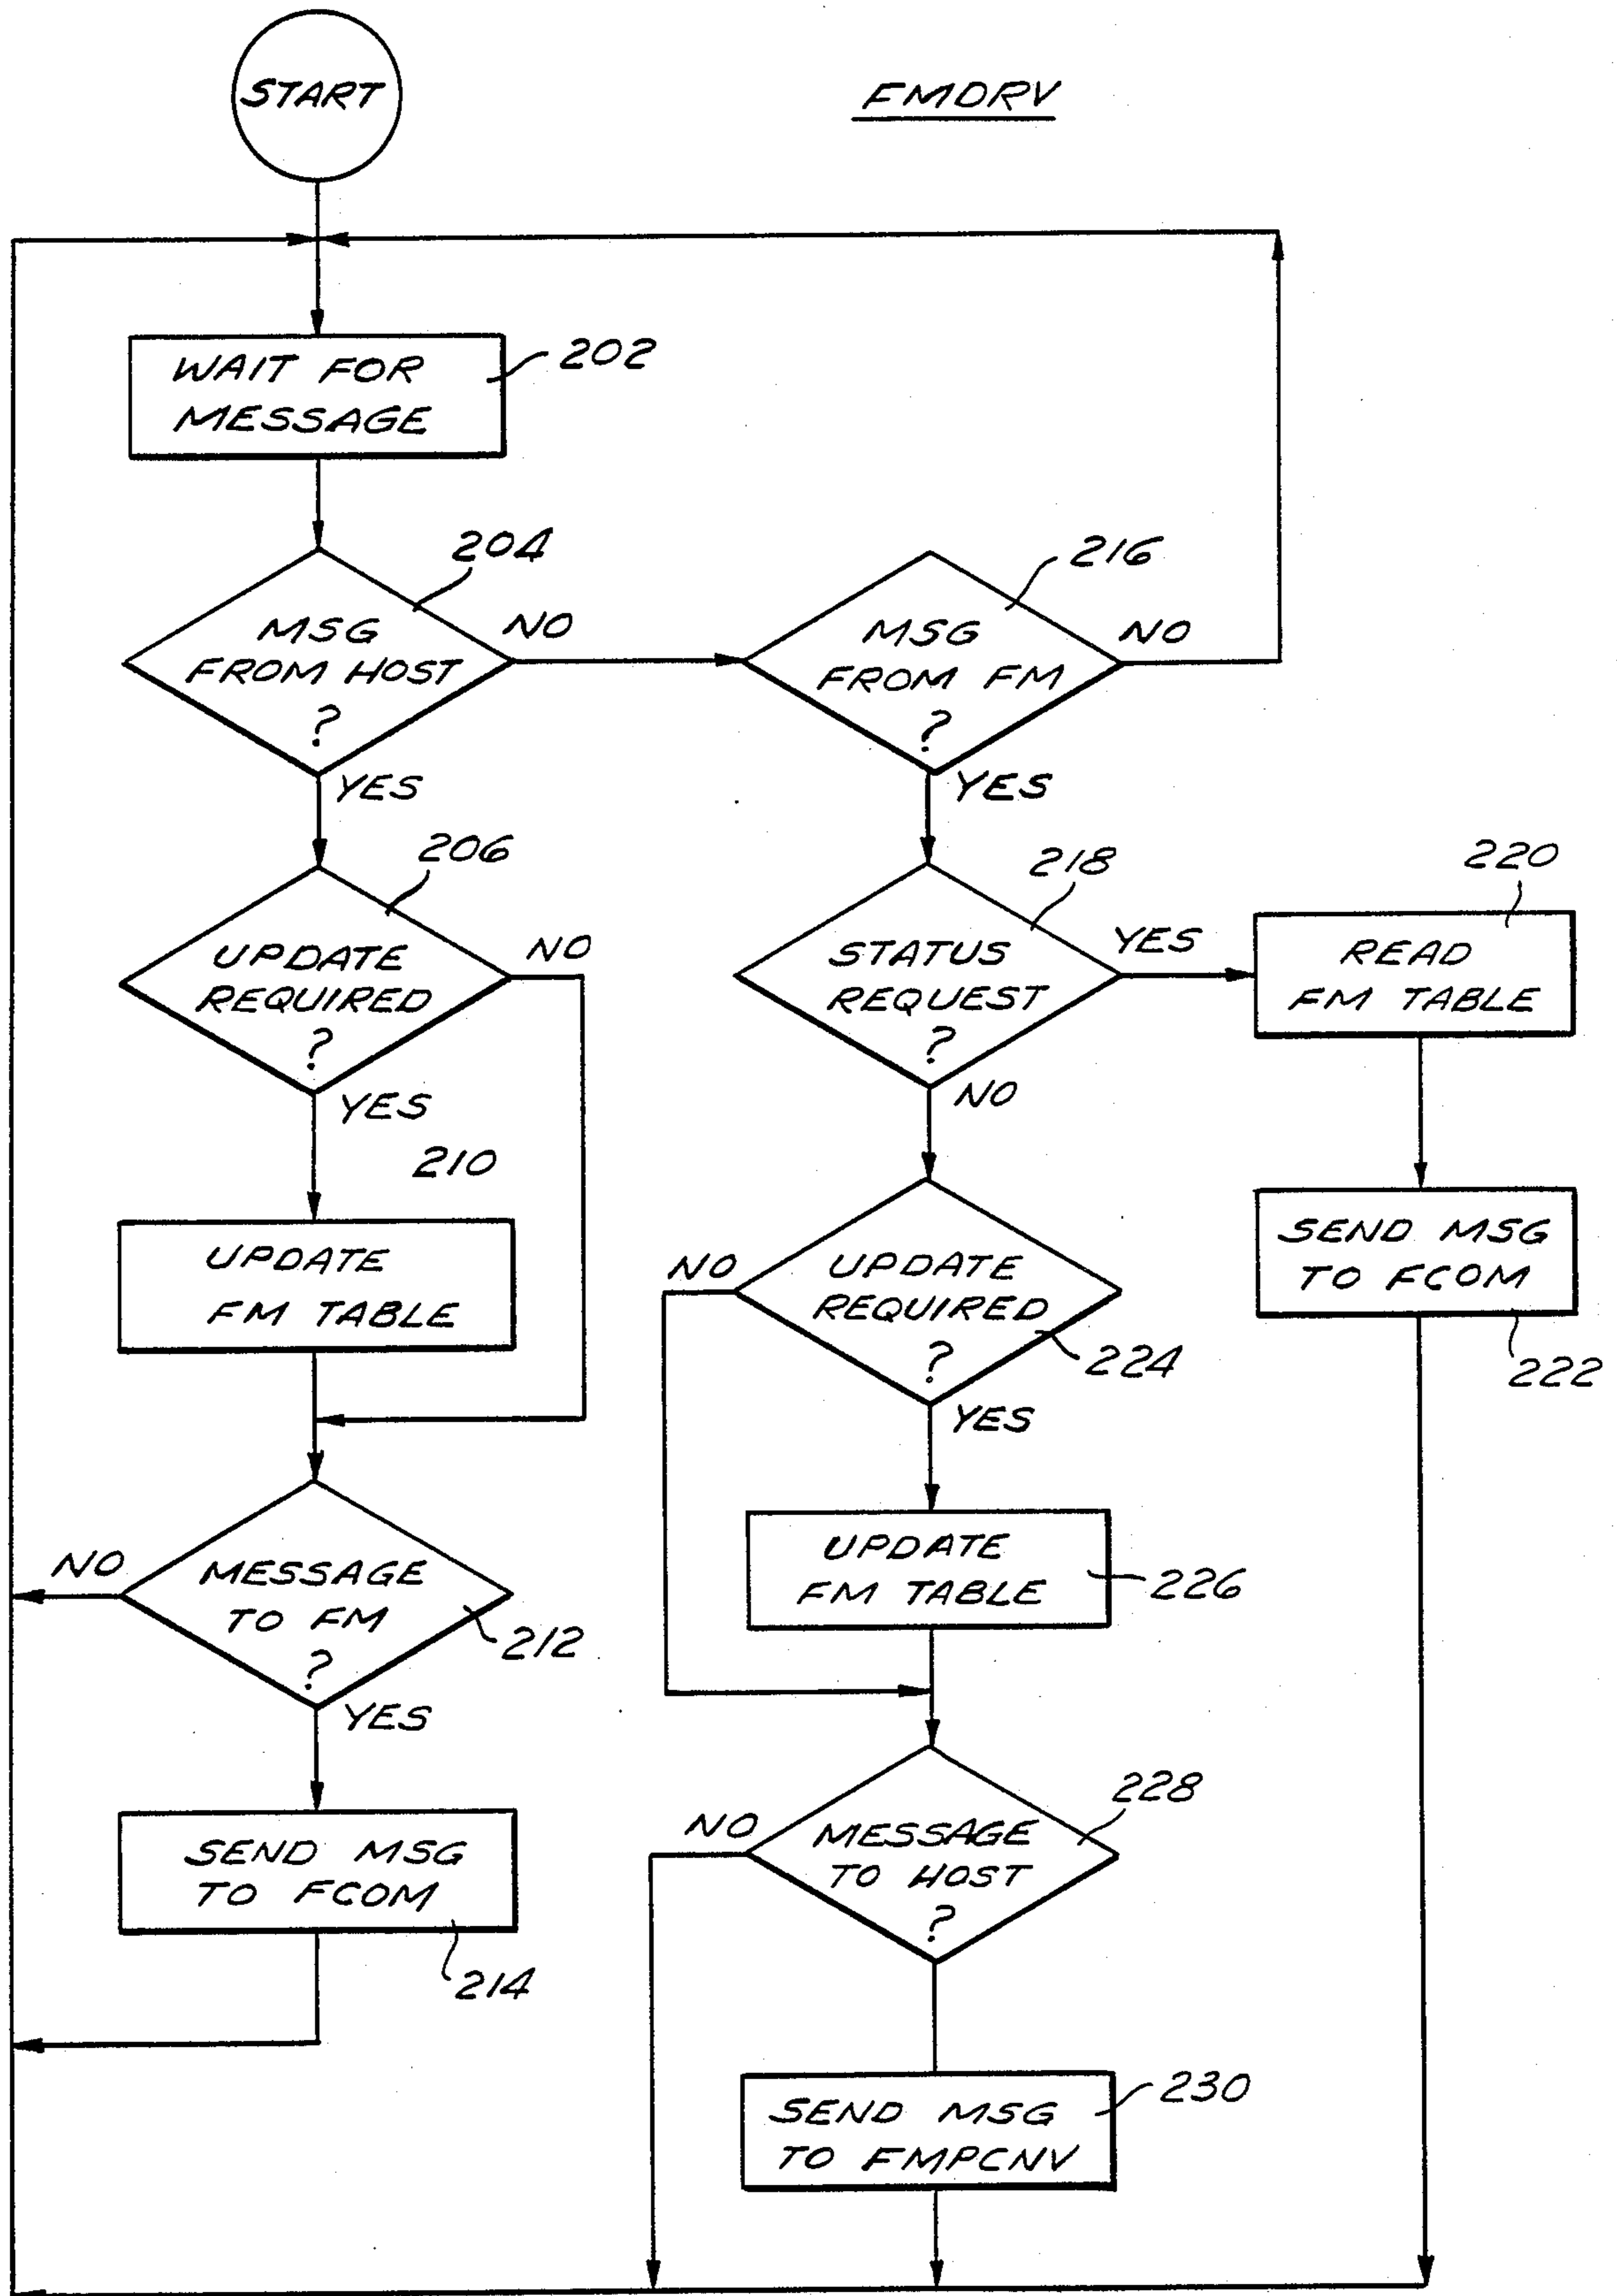 START
FMDRV
WAIT FOR
MESSAGE
202
204
MSG
FROM HOST
?
NO
YES
216
MSG
FROM FM
?
NO
YES
206
UPDATE
REQUIRED
?
NO
YES
218
STATUS
REQUEST
?
YES
NO
220
READ
FM TABLE
210
UPDATE
FM TABLE
SEND MSG
TO FCOM
222
NO
UPDATE
REQUIRED
?
224
YES
NO
MESSAGE
TO FM
?
212
YES
UPDATE
FM TABLE
226
SEND MSG
TO FCOM
214
NO
MESSAGE
TO HOST
?
228
SEND MSG
TO FMPCNV
230